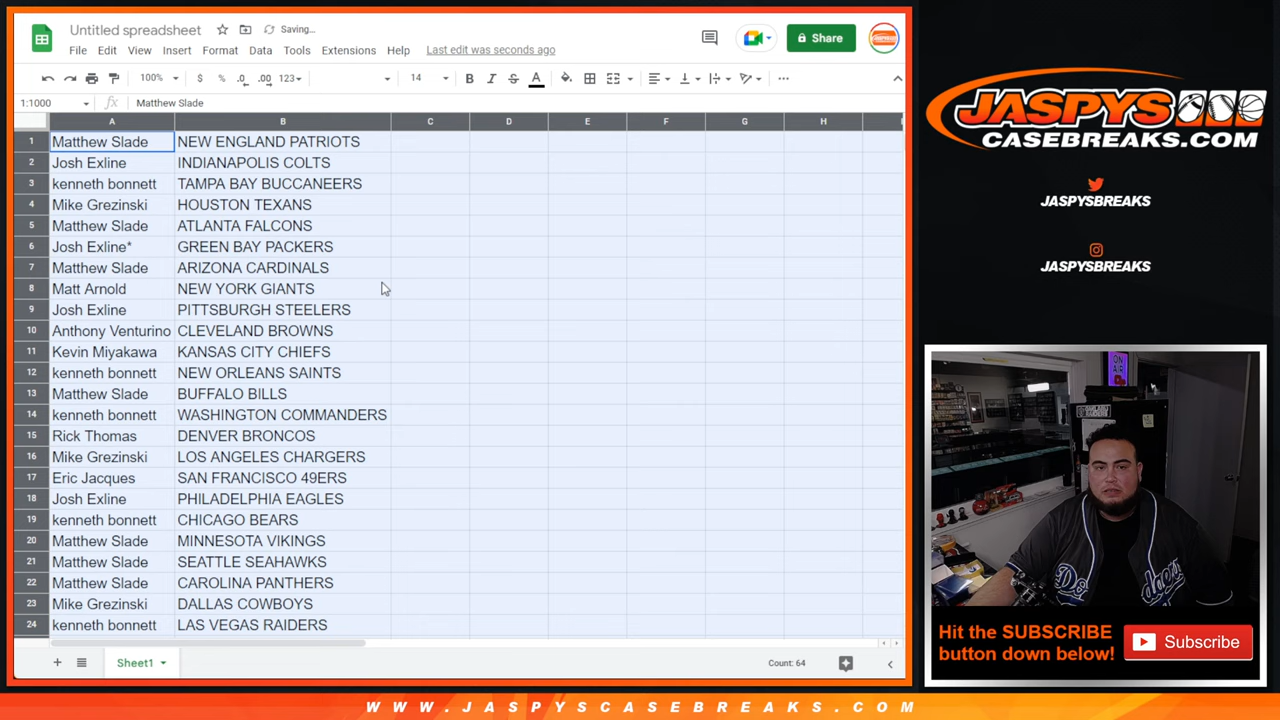 Untitled spreadsheet
Saving...
File Edit View Ins Format Data Tools Extensions Help Last edit was seconds ago
Share
100% $ % .0 .00 123 14 B I S A
1:1000 fx Matthew Slade
A B C D E F G H
1 Matthew Slade NEW ENGLAND PATRIOTS
2 Josh Exline INDIANAPOLIS COLTS
3 kenneth bonnett TAMPA BAY BUCCANEERS
4 Mike Grezinski HOUSTON TEXANS
5 Matthew Slade ATLANTA FALCONS
6 Josh Exline* GREEN BAY PACKERS
7 Matthew Slade ARIZONA CARDINALS
8 Matt Arnold NEW YORK GIANTS
9 Josh Exline PITTSBURGH STEELERS
10 Anthony Venturino CLEVELAND BROWNS
11 Kevin Miyakawa KANSAS CITY CHIEFS
12 kenneth bonnett NEW ORLEANS SAINTS
13 Matthew Slade BUFFALO BILLS
14 kenneth bonnett WASHINGTON COMMANDERS
15 Rick Thomas DENVER BRONCOS
16 Mike Grezinski LOS ANGELES CHARGERS
17 Eric Jacques SAN FRANCISCO 49ERS
18 Josh Exline PHILADELPHIA EAGLES
19 kenneth bonnett CHICAGO BEARS
20 Matthew Slade MINNESOTA VIKINGS
21 Matthew Slade SEATTLE SEAHAWKS
22 Matthew Slade CAROLINA PANTHERS
23 Mike Grezinski DALLAS COWBOYS
24 kenneth bonnett LAS VEGAS RAIDERS
Sheet1
Count: 64
JASPYS
CASEBREAKS.COM
JASPYSBREAKS
JASPYSBREAKS
ON
AIR
Hit the SUBSCRIBE
button down below!
Subscribe
WWW.JASPYSCASEBREAKS.COM